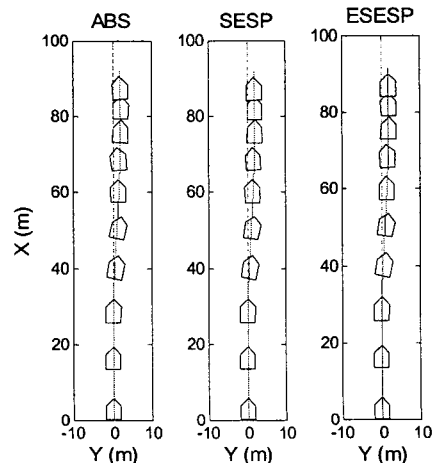 ABS SESP ESESP
100 100 100
80 80 80
60 60 60
40 40 40
20 20 20
0 0 0
-10 0 10 -10 0 10 -10 0 10
Y (m) Y (m) Y (m)
X (m)